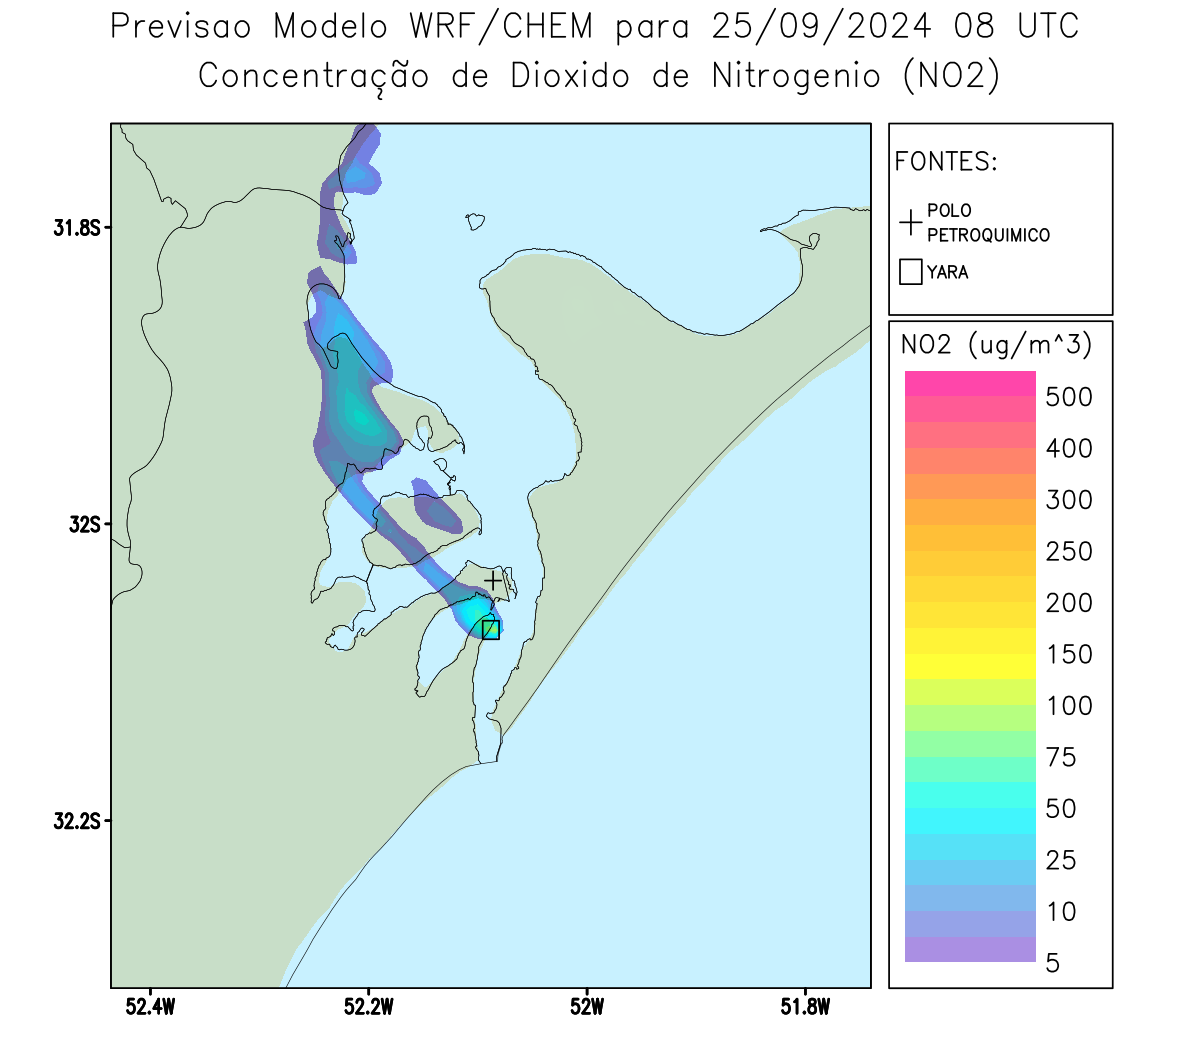 Previsao Modelo WRF/CHEM para 25/09/2024 08 UTC
Concentração de Dioxido de Nitrogenio (NO2)
FONTES:
POLO
PETROQUIMICO
YARA
NO2 (ug/m^3)
500
400
300
250
200
150
100
75
50
25
10
5
31.8S
32S
32.2S
52.4W
52.2W
52W
51.8W